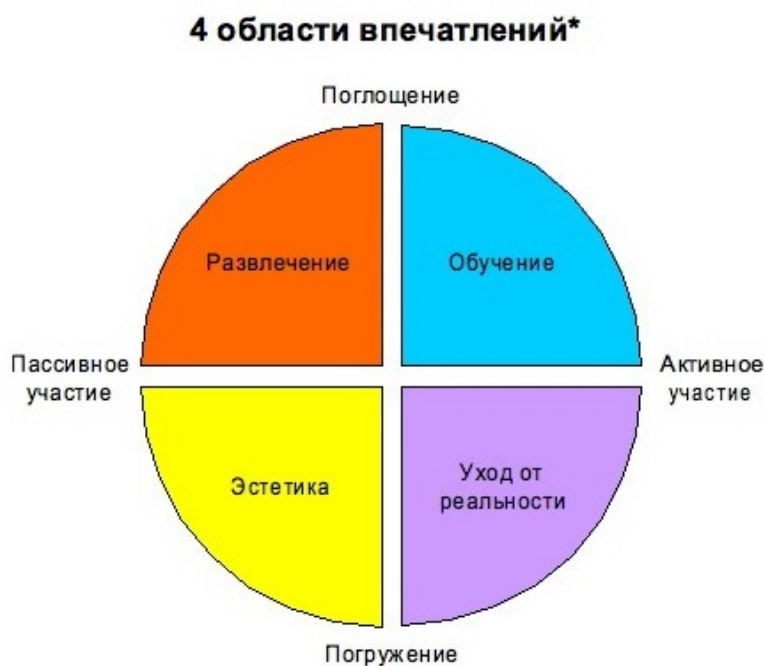 4 области впечатлений*
Поглощение
Развлечение
Обучение
Пассивное
участие
Активное
участие
Эстетика
Уход от
реальности
Погружение